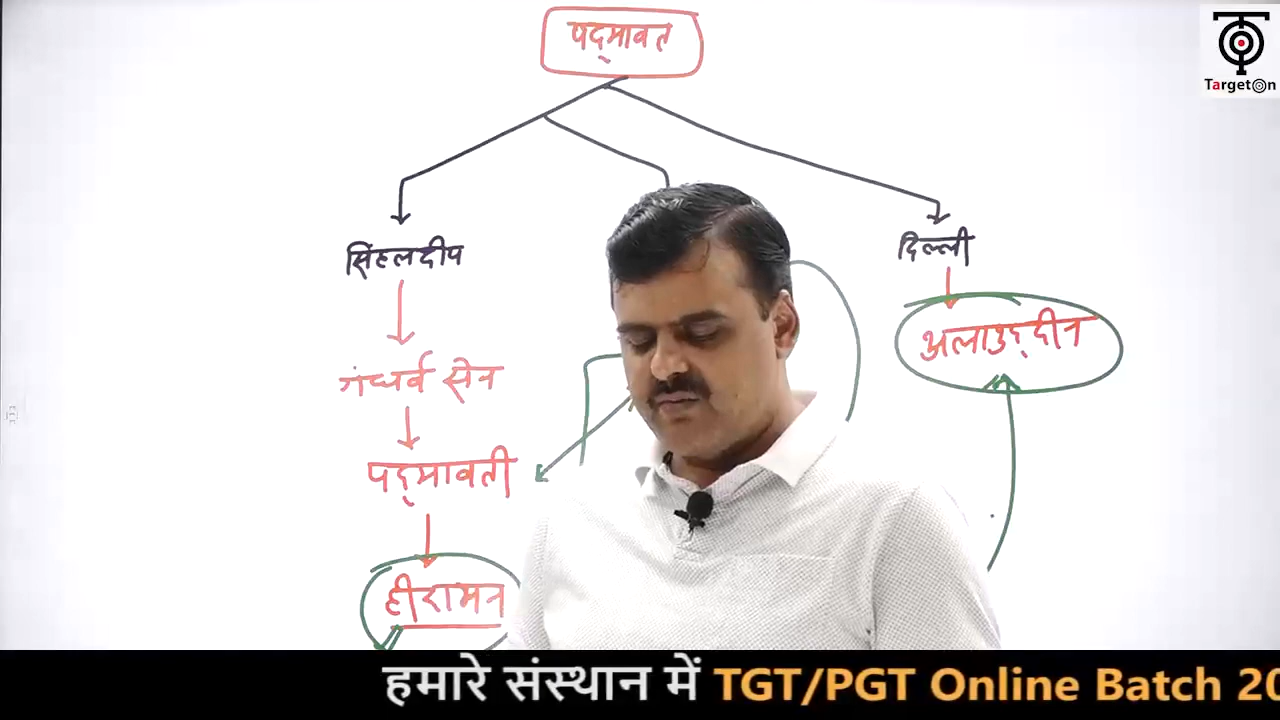 पद्मावत
TargetOn
सिंहलदीप
दिल्ली
अलाउद्दीन
गंधर्व सेन
पद्मावती
हीरामन
हमारे संस्थान में TGT/PGT Online Batch 20